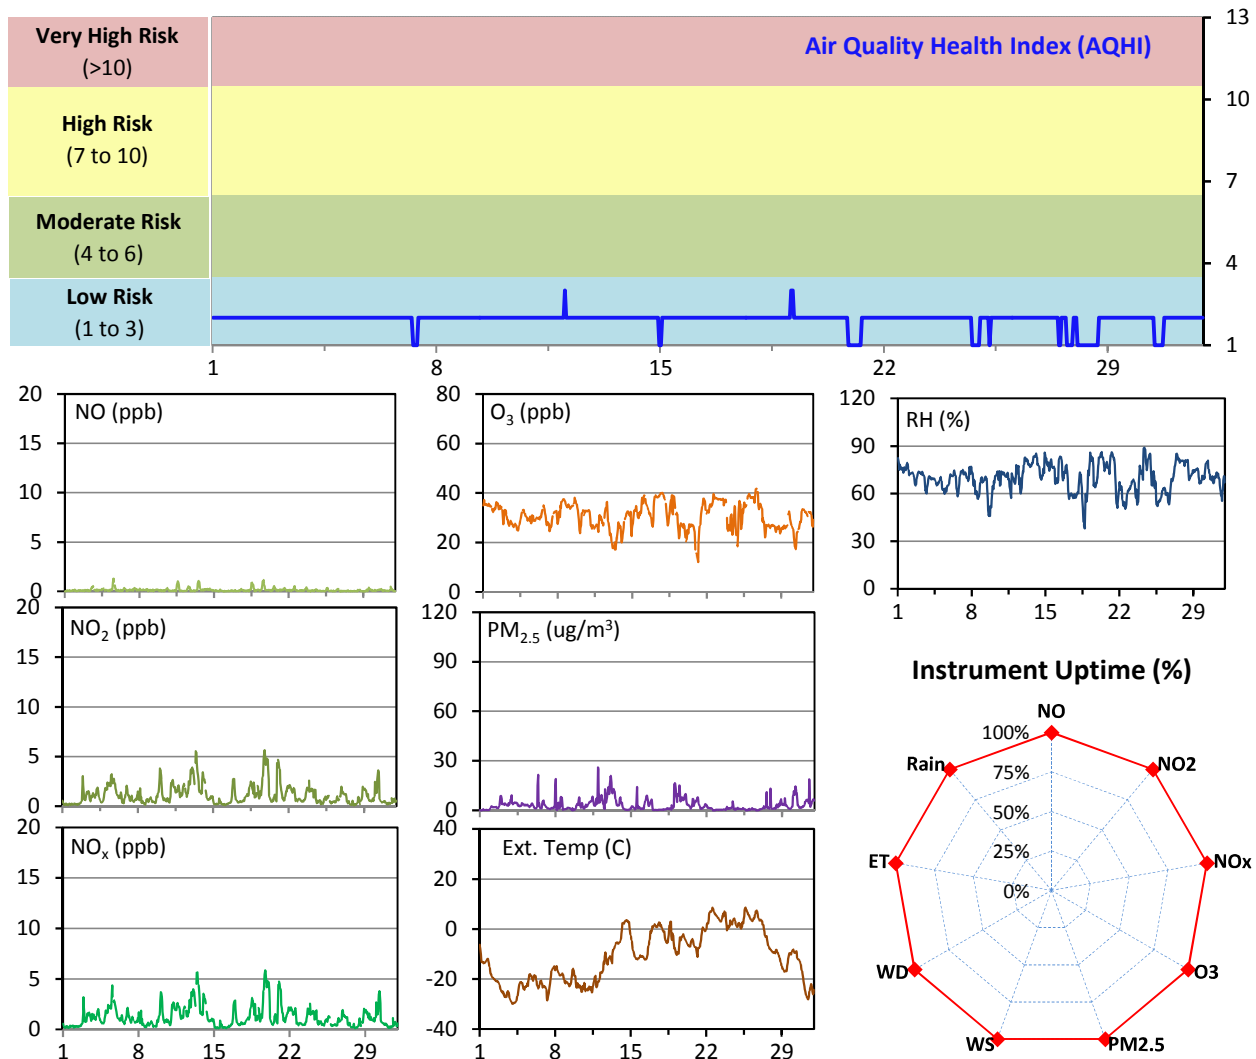 Very High Risk
(>10)
High Risk
(7 to 10)
Moderate Risk
(4 to 6)
Low Risk
(1 to 3)
Air Quality Health Index (AQHI)
13
10
7
4
1
1 8 15 22 29
NO (ppb)
20
15
10
5
0
O3 (ppb)
80
60
40
20
0
RH (%)
120
90
60
30
0
1 8 15 22 29
NO2 (ppb)
20
15
10
5
0
PM2.5 (ug/m3)
120
90
60
30
0
NOx (ppb)
20
15
10
5
0
1 8 15 22 29
Ext. Temp (C)
40
20
0
-20
-40
1 8 15 22 29
Instrument Uptime (%)
NO
NO2
NOx
O3
PM2.5
WS
WD
ET
Rain
100%
75%
50%
25%
0%